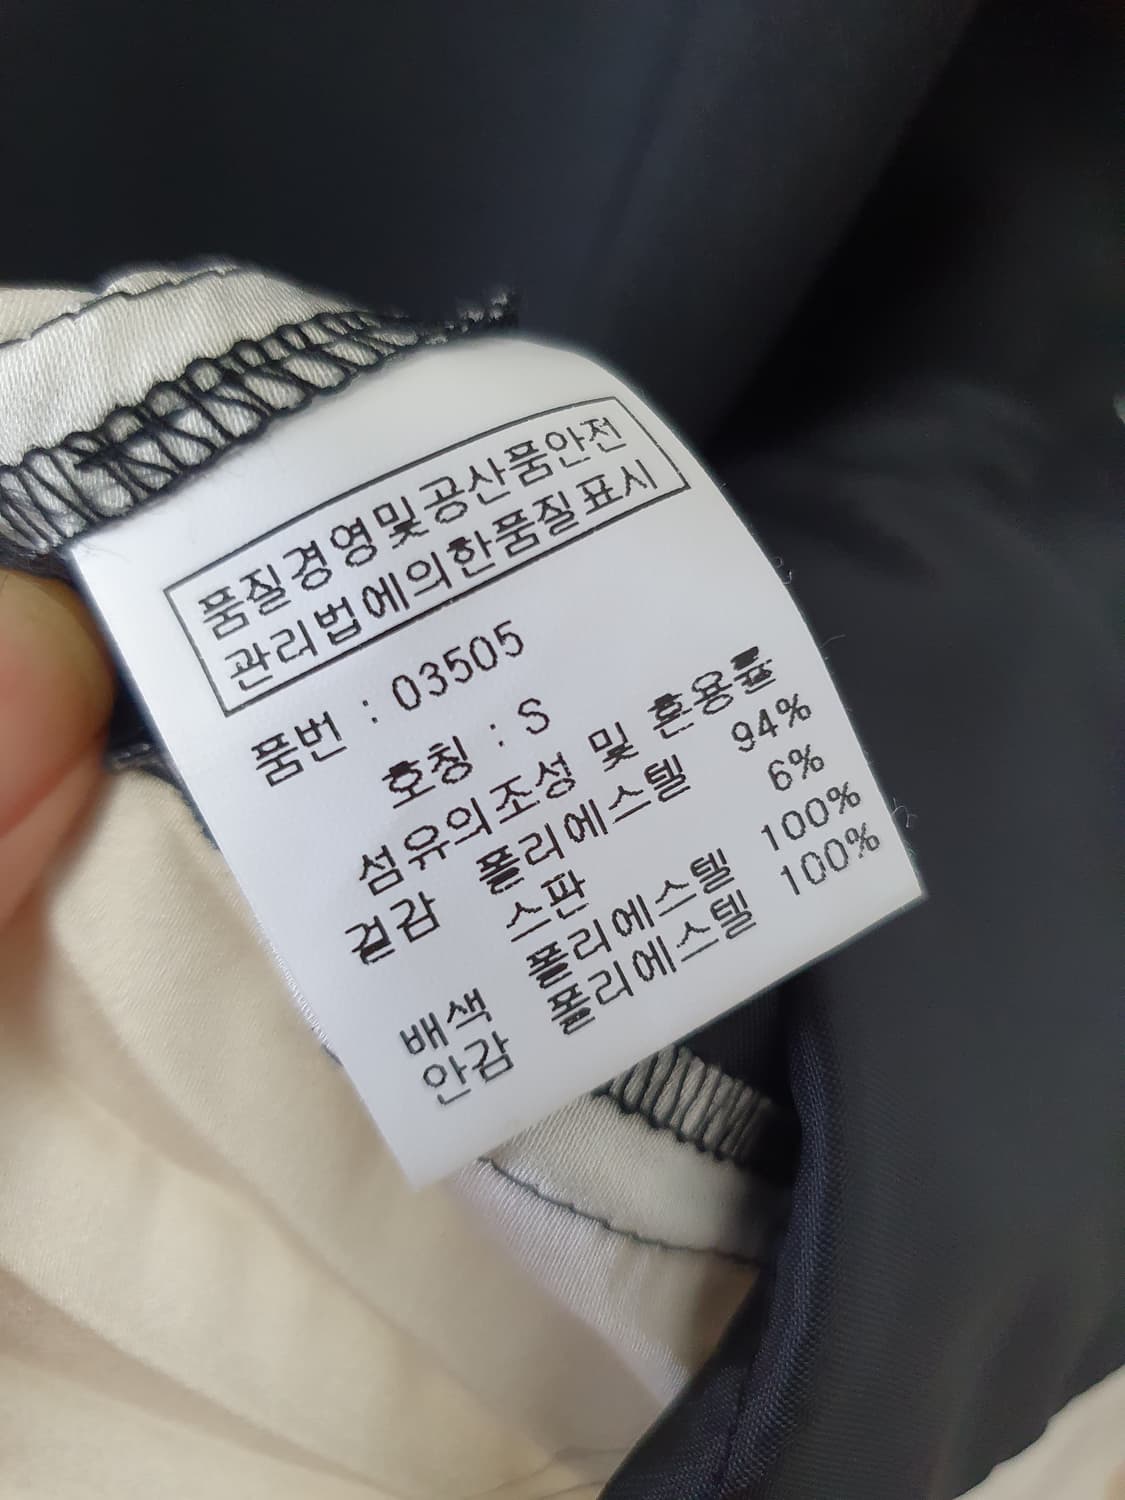 품질경영및공산품안전
관리법에의한품질표시
품번 : 03505
호칭 : S
섬유의조성 및 혼용률
겉감 폴리에스텔 94%
스판 6%
배색 폴리에스텔 100%
안감 폴리에스텔 100%